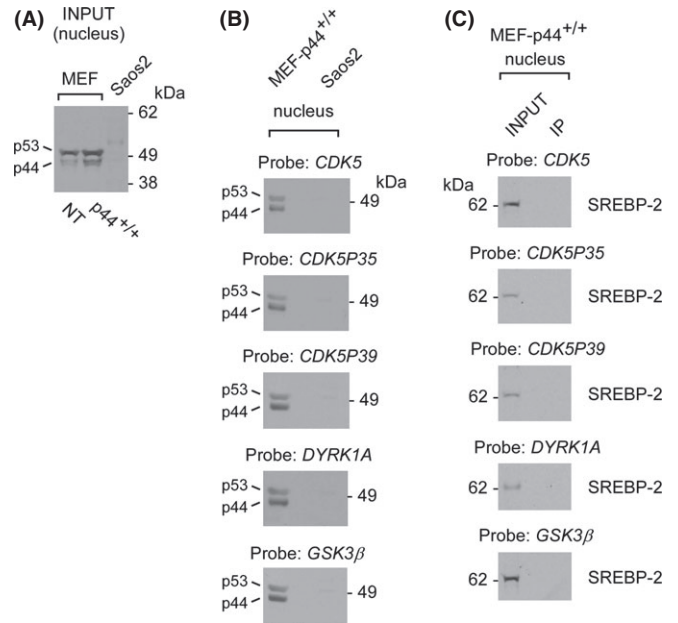 (A)
INPUT
(nucleus)
MEF
Saos2
kDa
62
p53
p44
49
38
NT
p44+/+
(B)
MEF-p44+/+
Saos2
nucleus
Probe: CDK5
kDa
p53
p44
49
Probe: CDK5P35
p53
p44
49
Probe: CDK5P39
p53
p44
49
Probe: DYRK1A
p53
p44
49
Probe: GSK3β
p53
p44
49
(C)
MEF-p44+/+
nucleus
INPUT
IP
Probe: CDK5
kDa
62
SREBP-2
Probe: CDK5P35
62
SREBP-2
Probe: CDK5P39
62
SREBP-2
Probe: DYRK1A
62
SREBP-2
Probe: GSK3β
62
SREBP-2